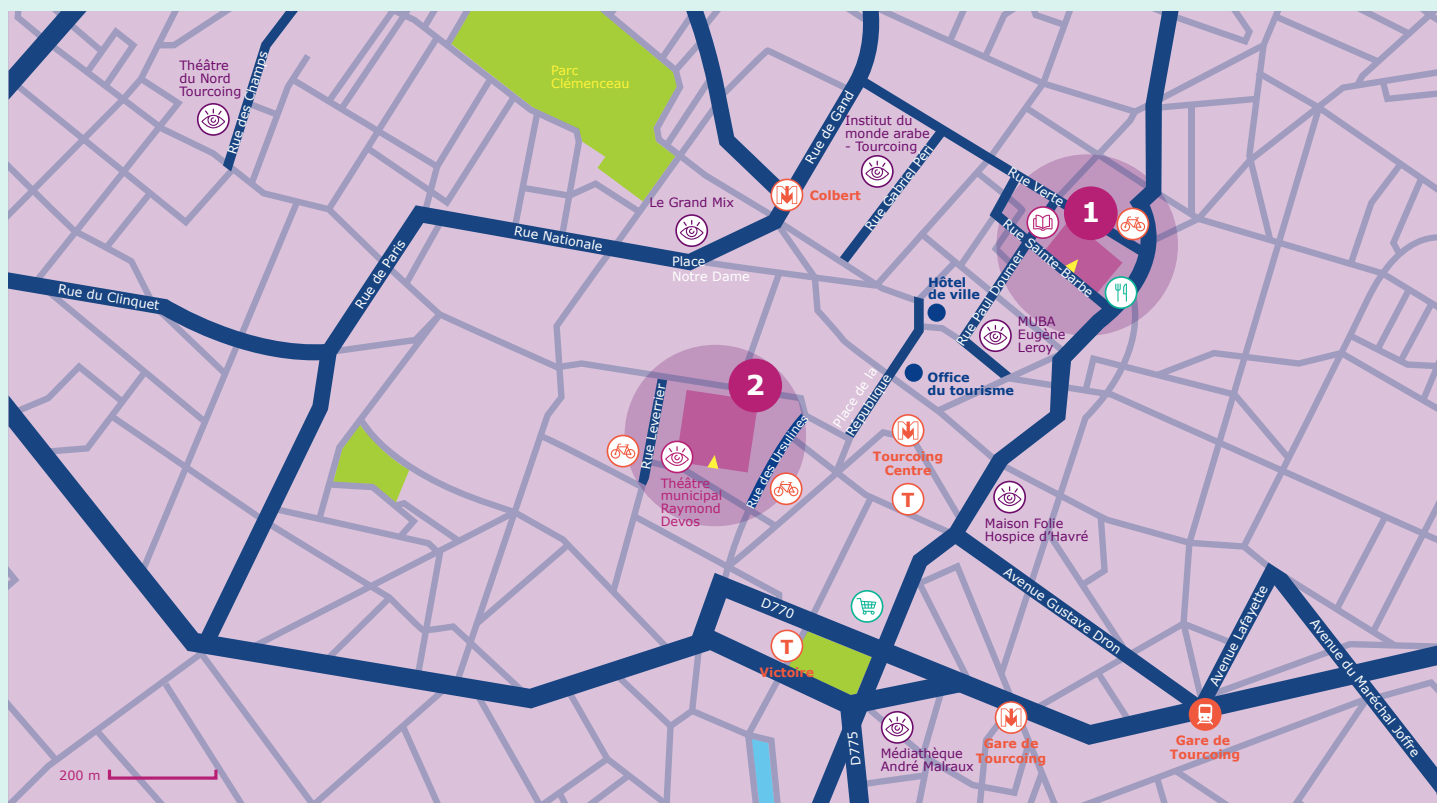 Théâtre
du Nord
Tourcoing
Rue des Champs
Parc
Clémenceau
Rue de Gand
Institut du
monde arabe
- Tourcoing
Rue Gabriel Péri
Rue Verte
1
Colbert
Le Grand Mix
Rue Nationale
Place
Notre Dame
Rue de Paris
Rue du Clinquet
Rue Sainte-Barbe
Rue Paul Doumer
Hôtel
de ville
MUBA
Eugène
Leroy
Office
du tourisme
Place de la
République
2
Rue Leverrier
Rue des Ursulines
Théâtre
municipal
Raymond
Devos
Tourcoing
Centre
T
Maison Folie
Hospice d'Havré
Avenue Gustave Dron
D770
T
Victoire
Avenue Lafayette
Avenue du Maréchal Joffre
D775
Médiathèque
André Malraux
Gare de
Tourcoing
Gare de
Tourcoing
200 m